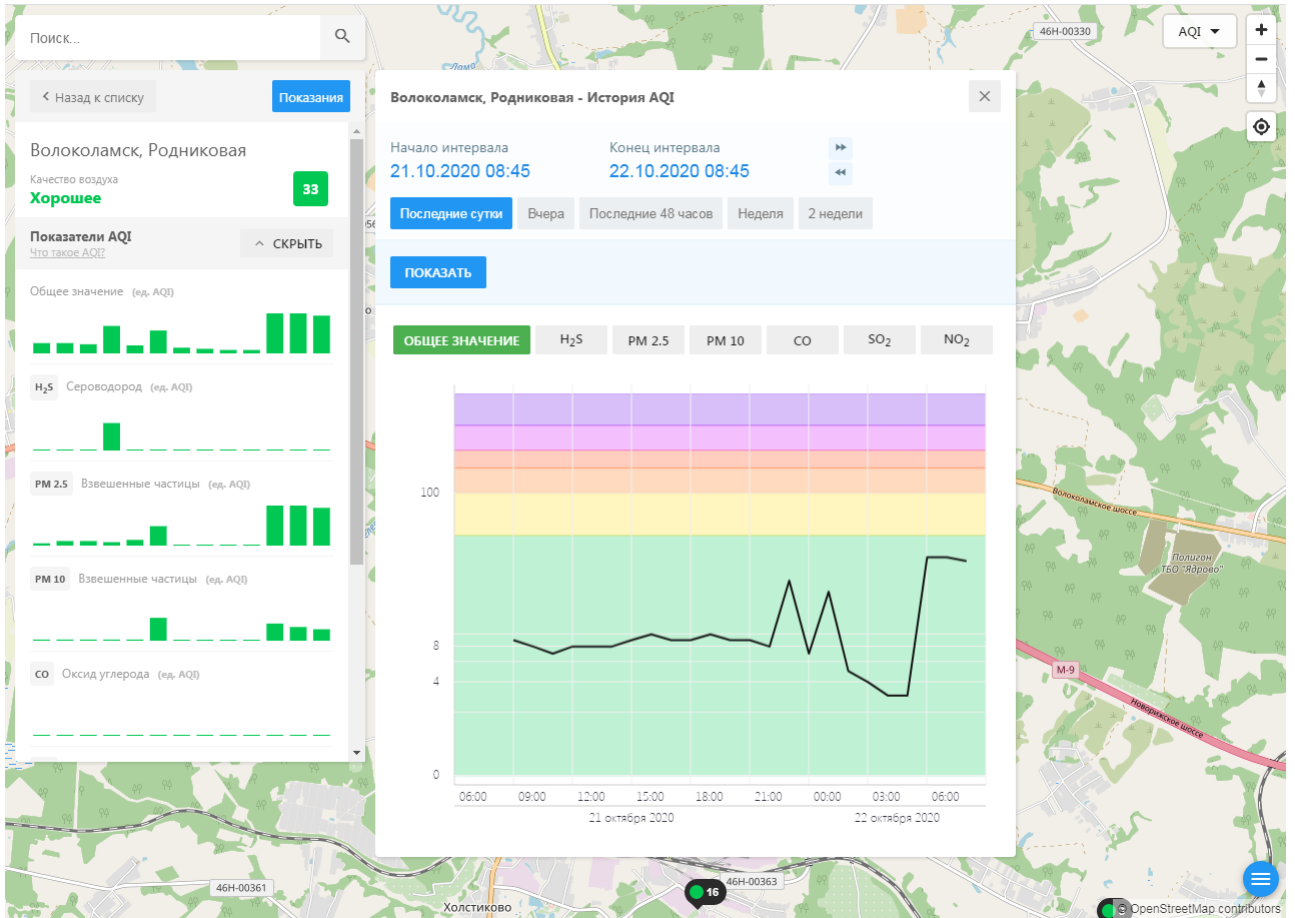 Поиск...
46Н-00330
AQI
Лама
Назад к списку
Показания
Волоколамск, Родниковая
Качество воздуха
Хорошее
33
Показатели AQI
Что такое AQI?
СКРЫТЬ
Общее значение (ед. AQI)
H₂S Сероводород (ед. AQI)
PM 2.5 Взвешенные частицы (ед. AQI)
PM 10 Взвешенные частицы (ед. AQI)
CO Оксид углерода (ед. AQI)
Волоколамск, Родниковая - История AQI
Начало интервала
21.10.2020 08:45
Конец интервала
22.10.2020 08:45
Последние сутки
Вчера
Последние 48 часов
Неделя
2 недели
ПОКАЗАТЬ
ОБЩЕЕ ЗНАЧЕНИЕ
H₂S
PM 2.5
PM 10
CO
SO₂
NO₂
100
8
4
0
06:00 09:00 12:00 15:00 18:00 21:00 00:00 03:00 06:00
21 октября 2020
22 октября 2020
Волоколамское шоссе
Полигон
ТБО "Ядрово"
М-9
Новорижское шоссе
46Н-00361
16
46Н-00363
Холстиково
© OpenStreetMap contributors